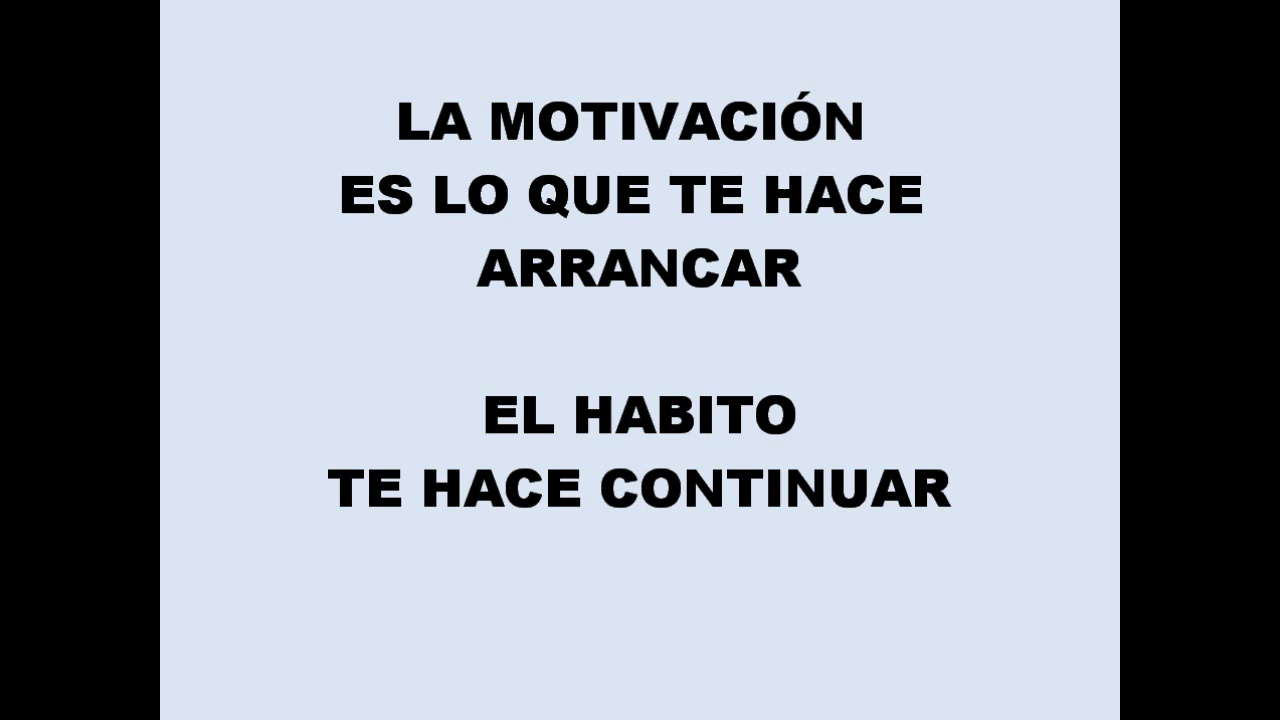 LA MOTIVACIÓN
ES LO QUE TE HACE
ARRANCAR
EL HABITO
TE HACE CONTINUAR